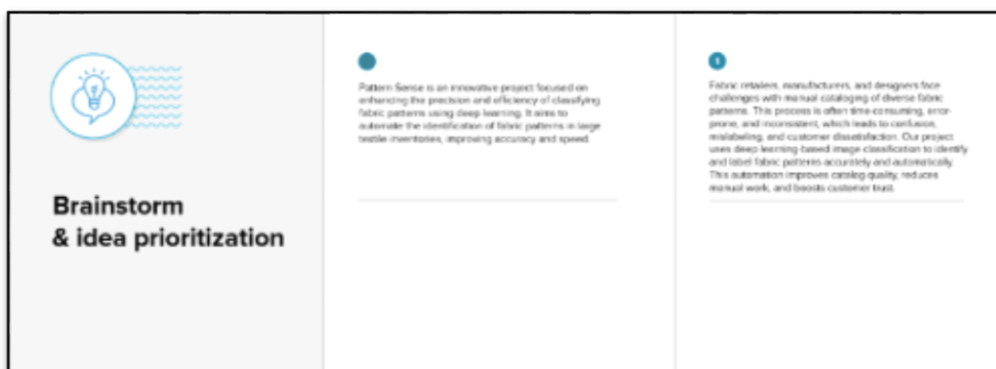 Brainstorm
& idea prioritization
Pattern Sense is an innovative project focused on
enhancing the precision and efficiency of classifying
fabric patterns using deep learning. It aims to
automate the identification of fabric patterns in large
textile inventories, improving accuracy and speed.
1
Fabric retailers, manufacturers, and designers face
challenges with manual cataloging of diverse fabric
patterns. This process is often time-consuming, error-
prone, and inconsistent, which leads to confusion,
mislabeling, and customer dissatisfaction. Our project
uses deep learning-based image classification to identify
and label fabric patterns accurately and automatically.
This automation improves catalog quality, reduces
manual work, and boosts customer trust.